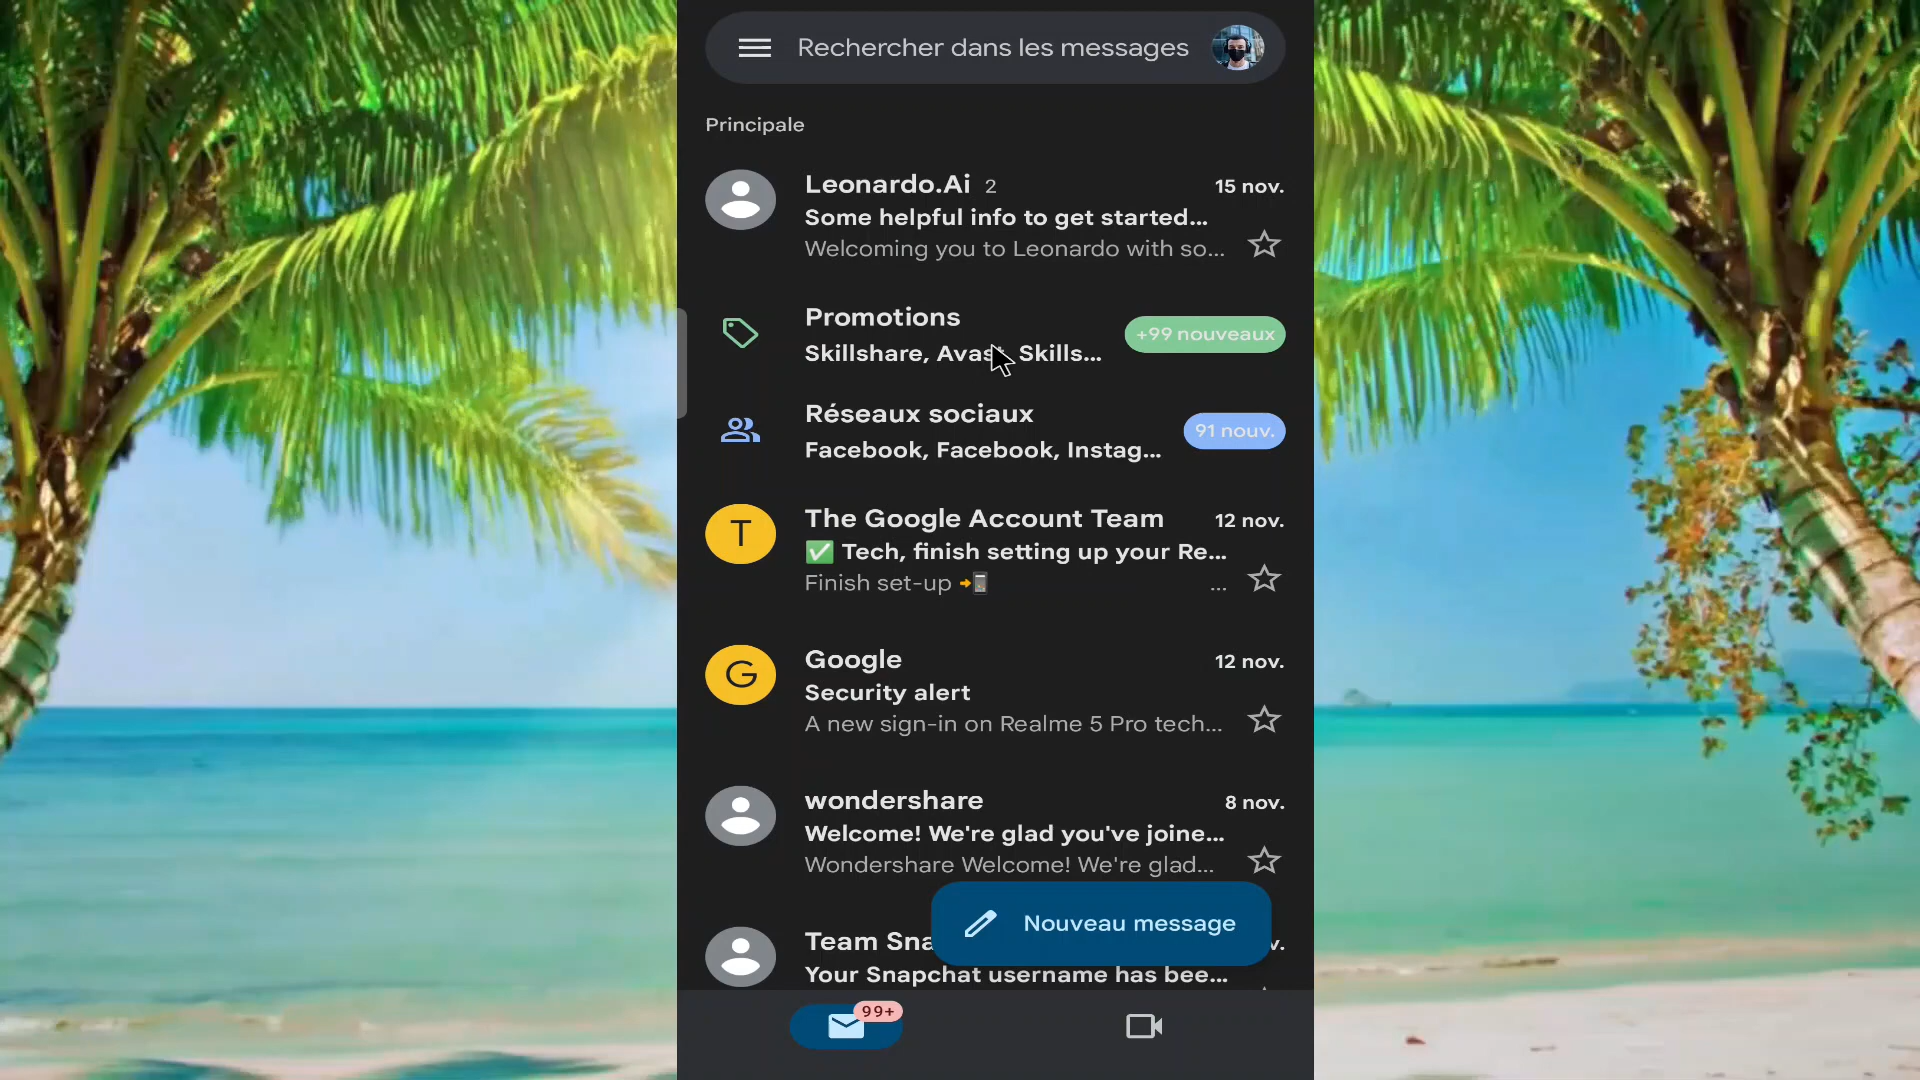 Rechercher dans les messages
Principale
Leonardo.Ai 2
15 nov.
Some helpful info to get started...
Welcoming you to Leonardo with so...
Promotions
+99 nouveaux
Skillshare, Avast, Skills...
Réseaux sociaux
91 nouv.
Facebook, Facebook, Instag...
T
The Google Account Team
12 nov.
✅ Tech, finish setting up your Re...
Finish set-up 📲 ...
G
Google
12 nov.
Security alert
A new sign-in on Realme 5 Pro tech...
wondershare
8 nov.
Welcome! We're glad you've joine...
Wondershare Welcome! We're glad...
Nouveau message
Team Sna
v.
Your Snapchat username has bee...
99+